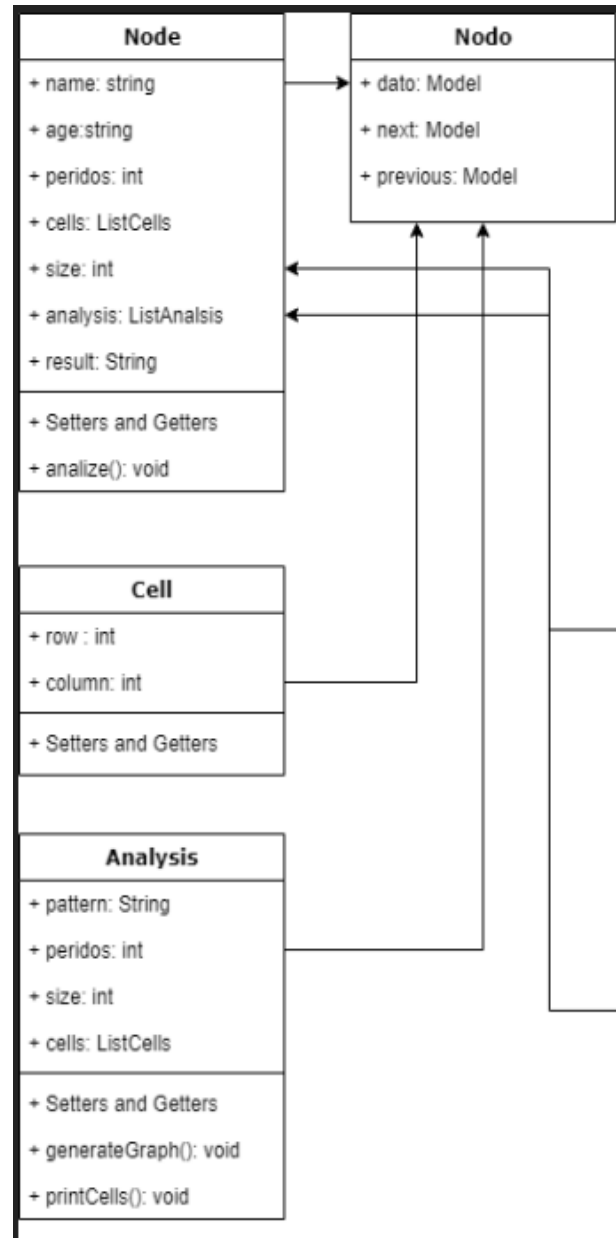 Node
+ name: string
+ age:string
+ peridos: int
+ cells: ListCells
+ size: int
+ analysis: ListAnalsis
+ result: String
+ Setters and Getters
+ analize(): void
Nodo
+ dato: Model
+ next: Model
+ previous: Model
Cell
+ row : int
+ column: int
+ Setters and Getters
Analysis
+ pattern: String
+ peridos: int
+ size: int
+ cells: ListCells
+ Setters and Getters
+ generateGraph(): void
+ printCells(): void